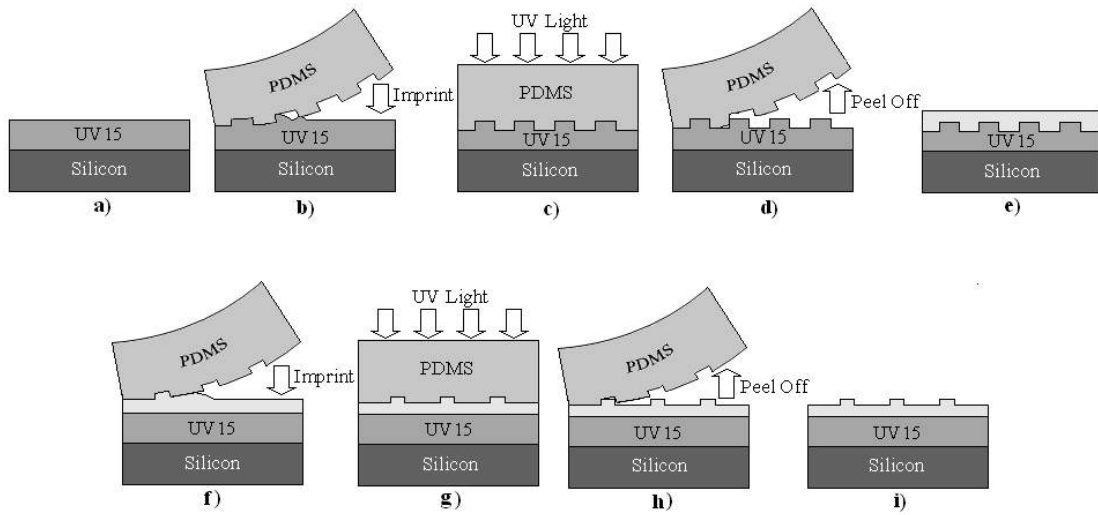 UV 15
Silicon
a)
PDMS
Imprint
UV 15
Silicon
b)
UV Light
PDMS
UV 15
Silicon
c)
PDMS
Peel Off
UV 15
Silicon
d)
UV 15
Silicon
e)
PDMS
Imprint
UV 15
Silicon
f)
UV Light
PDMS
UV 15
Silicon
g)
PDMS
Peel Off
UV 15
Silicon
h)
UV 15
Silicon
i)